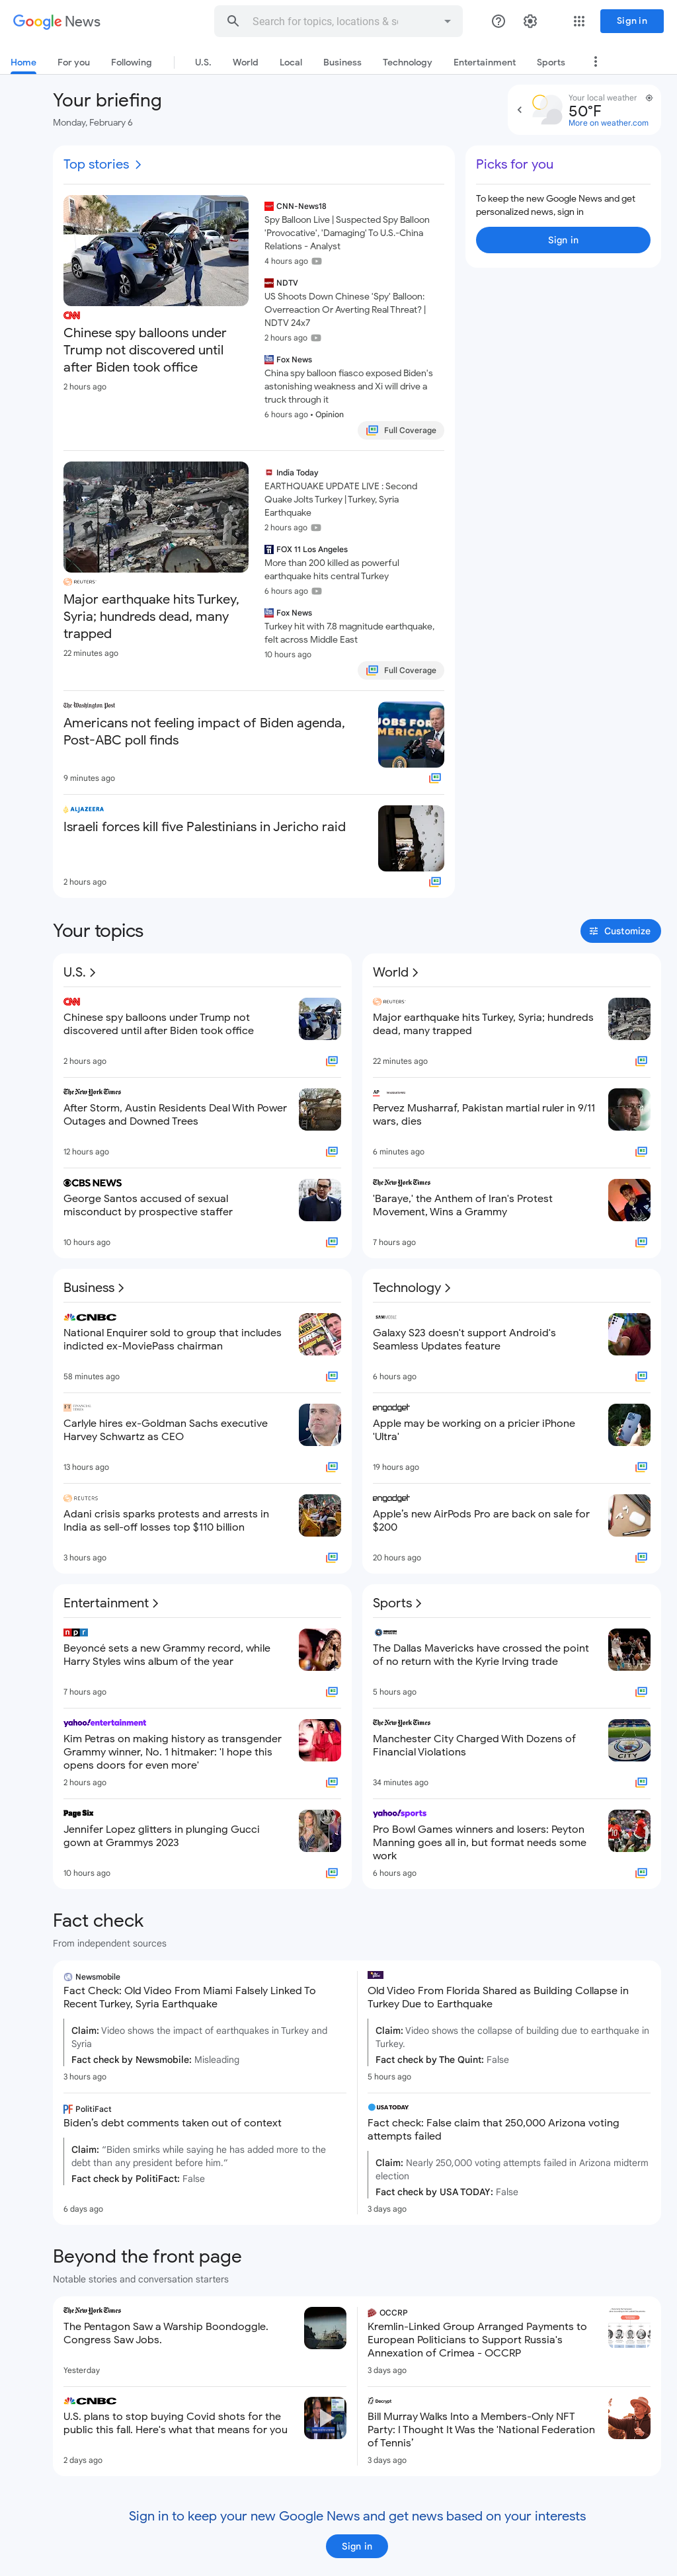 Google News
Search for topics, locations & sc
Sign in
Home
For you
Following
U.S.
World
Local
Business
Technology
Entertainment
Sports
Your briefing
Monday, February 6
Your local weather
50°F
More on weather.com
Top stories
CNN
Chinese spy balloons under
Trump not discovered until
after Biden took office
2 hours ago
CNN-News18
Spy Balloon Live | Suspected Spy Balloon
'Provocative', 'Damaging' To U.S.-China
Relations - Analyst
4 hours ago
NDTV
US Shoots Down Chinese 'Spy' Balloon:
Overreaction Or Averting Real Threat? |
NDTV 24x7
2 hours ago
Fox News
China spy balloon fiasco exposed Biden's
astonishing weakness and Xi will drive a
truck through it
6 hours ago • Opinion
Full Coverage
REUTERS
Major earthquake hits Turkey,
Syria; hundreds dead, many
trapped
22 minutes ago
India Today
EARTHQUAKE UPDATE LIVE : Second
Quake Jolts Turkey | Turkey, Syria
Earthquake
2 hours ago
FOX 11 Los Angeles
More than 200 killed as powerful
earthquake hits central Turkey
6 hours ago
Fox News
Turkey hit with 7.8 magnitude earthquake,
felt across Middle East
10 hours ago
Full Coverage
The Washington Post
Americans not feeling impact of Biden agenda,
Post-ABC poll finds
9 minutes ago
JOBS FOR
AMERICAN
ALJAZEERA
Israeli forces kill five Palestinians in Jericho raid
2 hours ago
Picks for you
To keep the new Google News and get
personalized news, sign in
Sign in
Your topics
Customize
U.S.
CNN
Chinese spy balloons under Trump not
discovered until after Biden took office
2 hours ago
The New York Times
After Storm, Austin Residents Deal With Power
Outages and Downed Trees
12 hours ago
CBS NEWS
George Santos accused of sexual
misconduct by prospective staffer
10 hours ago
World
REUTERS
Major earthquake hits Turkey, Syria; hundreds
dead, many trapped
22 minutes ago
AP
Pervez Musharraf, Pakistan martial ruler in 9/11
wars, dies
6 minutes ago
The New York Times
'Baraye,' the Anthem of Iran's Protest
Movement, Wins a Grammy
7 hours ago
Business
CNBC
National Enquirer sold to group that includes
indicted ex-MoviePass chairman
58 minutes ago
FT FINANCIAL TIMES
Carlyle hires ex-Goldman Sachs executive
Harvey Schwartz as CEO
13 hours ago
REUTERS
Adani crisis sparks protests and arrests in
India as sell-off losses top $110 billion
3 hours ago
Technology
SAMMOBILE
Galaxy S23 doesn't support Android's
Seamless Updates feature
6 hours ago
engadget
Apple may be working on a pricier iPhone
'Ultra'
19 hours ago
engadget
Apple's new AirPods Pro are back on sale for
$200
20 hours ago
Entertainment
npr
Beyoncé sets a new Grammy record, while
Harry Styles wins album of the year
7 hours ago
yahoo!entertainment
Kim Petras on making history as transgender
Grammy winner, No. 1 hitmaker: 'I hope this
opens doors for even more'
2 hours ago
Page Six
Jennifer Lopez glitters in plunging Gucci
gown at Grammys 2023
10 hours ago
Sports
The Dallas Mavericks have crossed the point
of no return with the Kyrie Irving trade
5 hours ago
The New York Times
Manchester City Charged With Dozens of
Financial Violations
34 minutes ago
CITY
yahoo!sports
Pro Bowl Games winners and losers: Peyton
Manning goes all in, but format needs some
work
6 hours ago
Fact check
From independent sources
Newsmobile
Fact Check: Old Video From Miami Falsely Linked To
Recent Turkey, Syria Earthquake
Claim: Video shows the impact of earthquakes in Turkey and
Syria
Fact check by Newsmobile: Misleading
3 hours ago
Old Video From Florida Shared as Building Collapse in
Turkey Due to Earthquake
Claim: Video shows the collapse of building due to earthquake in
Turkey.
Fact check by The Quint: False
5 hours ago
PolitiFact
Biden's debt comments taken out of context
Claim: "Biden smirks while saying he has added more to the
debt than any president before him."
Fact check by PolitiFact: False
6 days ago
USA TODAY
Fact check: False claim that 250,000 Arizona voting
attempts failed
Claim: Nearly 250,000 voting attempts failed in Arizona midterm
election
Fact check by USA TODAY: False
3 days ago
Beyond the front page
Notable stories and conversation starters
The New York Times
The Pentagon Saw a Warship Boondoggle.
Congress Saw Jobs.
Yesterday
OCCRP
Kremlin-Linked Group Arranged Payments to
European Politicians to Support Russia's
Annexation of Crimea - OCCRP
3 days ago
CNBC
U.S. plans to stop buying Covid shots for the
public this fall. Here's what that means for you
2 days ago
Decrypt
Bill Murray Walks Into a Members-Only NFT
Party: I Thought It Was the 'National Federation
of Tennis'
3 days ago
Sign in to keep your new Google News and get news based on your interests
Sign in